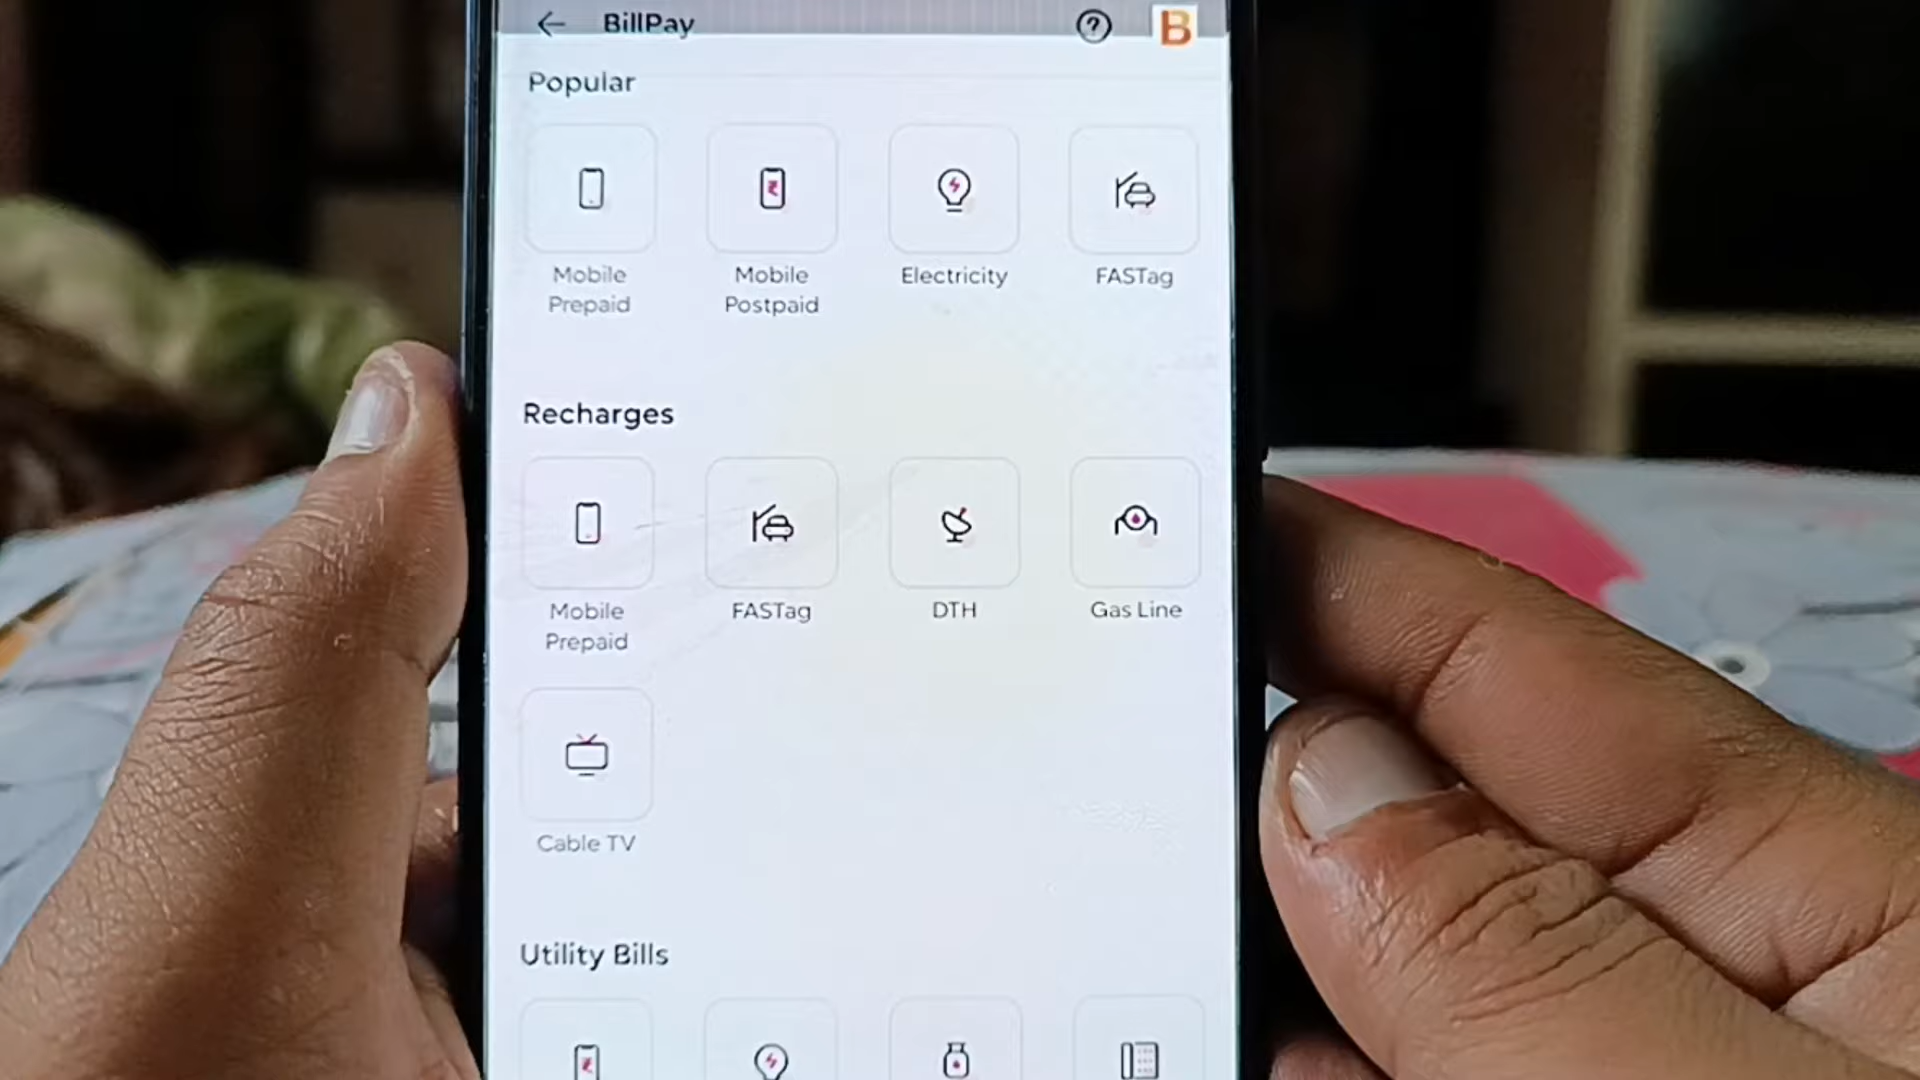 BillPay
B
Popular
Mobile
Prepaid
Mobile
Postpaid
Electricity
FASTag
Recharges
Mobile
Prepaid
FASTag
DTH
Gas Line
Cable TV
Utility Bills